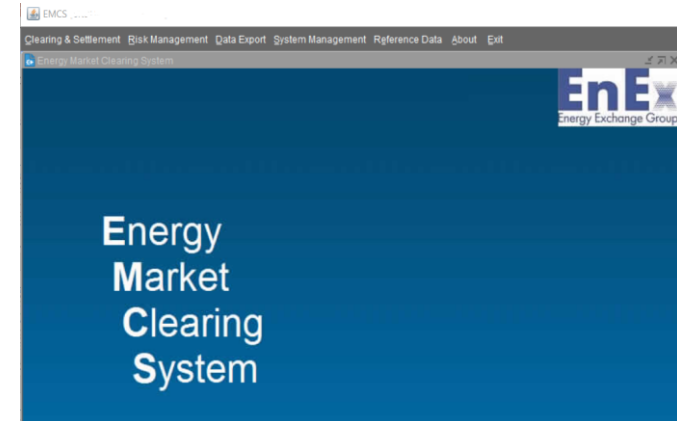 EMCS
Clearing & Settlement Risk Management Data Export System Management Reference Data About Exit
Energy Market Clearing System
EnEx
Energy Exchange Group
Energy
Market
Clearing
System